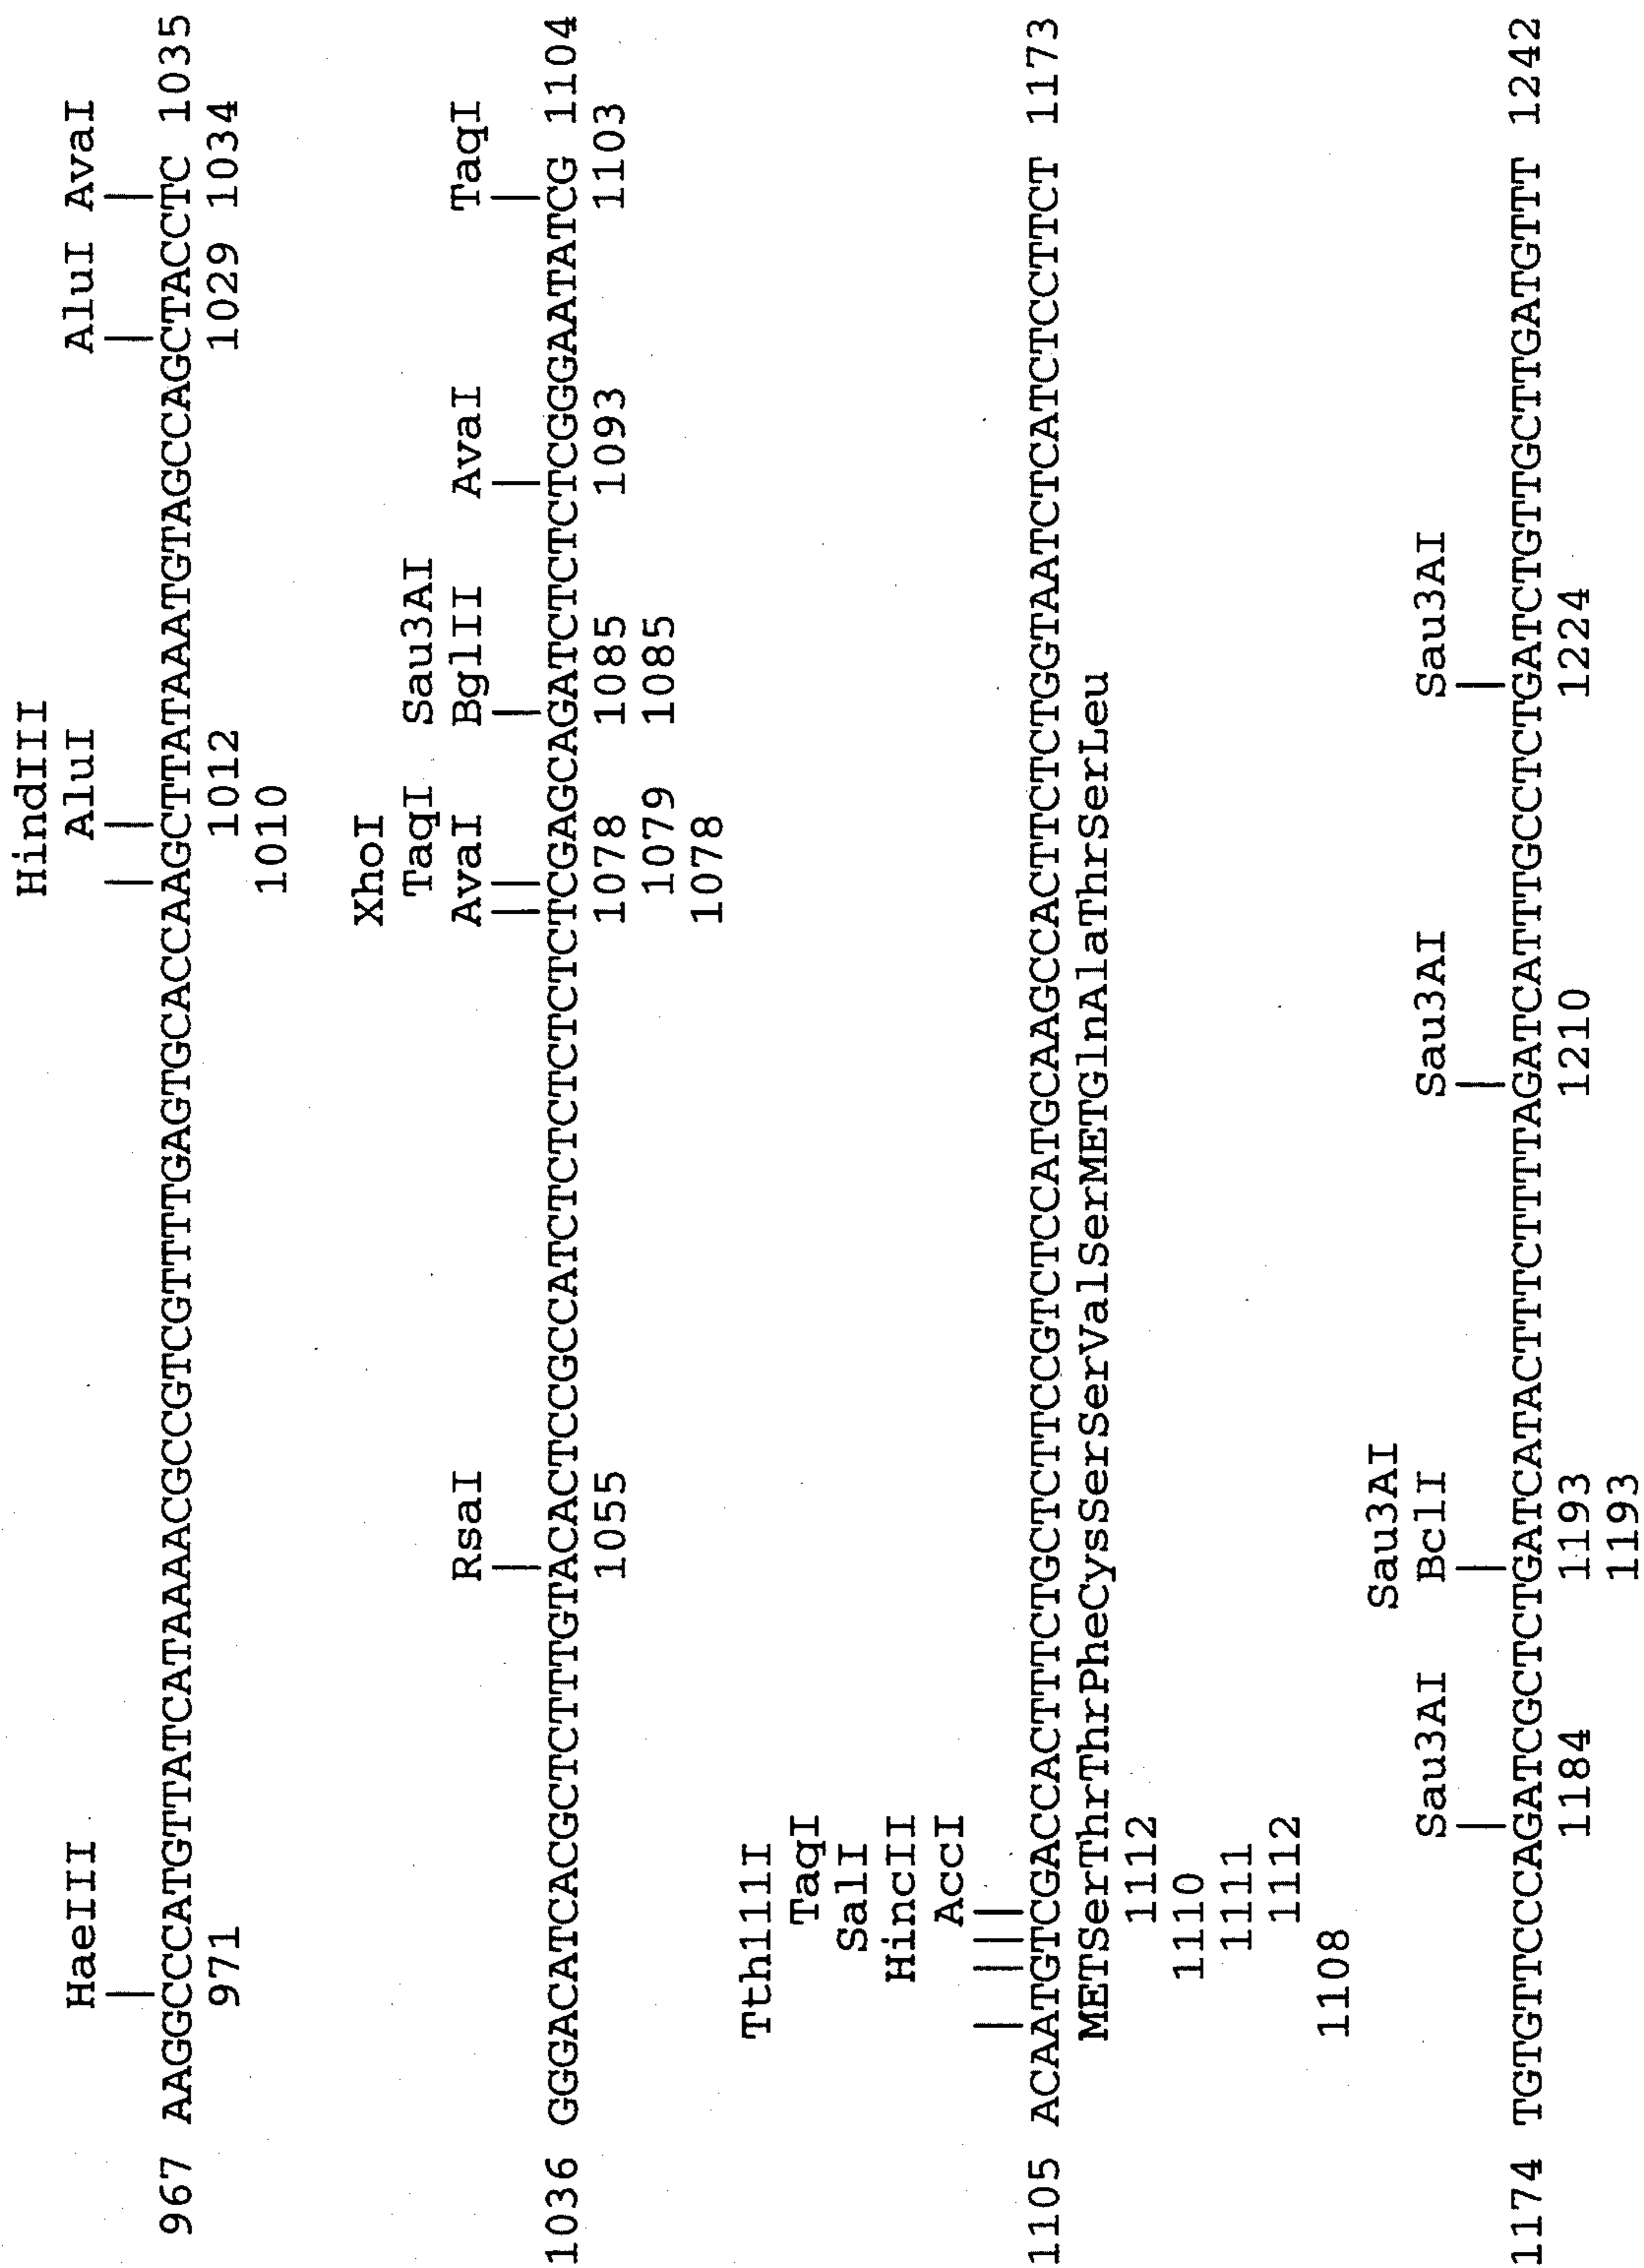 HindIII
HaeIII AluI AluI AvaI
967 AAGGCCCATGTTATCATAAAACGCCGTCGTTTTGAGTGCACCAAGCTTATAAATGTAGCCAGCTACCTC 1035
971 1012 1029 1034
1010
XhoI
TaqI Sau3AI
RsaI AvaI BglII AvaI TaqI
1036 GGGACATCACGCTCTTTGTACACTCCGCCATCTCTCTCTCTCTCGAGCAGATCTCTCTCGGGAATATCG 1104
1055 1078 1085 1093 1103
1079 1085
1078
Tth111I
TaqI
SalI
HincII
AccI
1105 ACAATGTCGACCACTTTCTGCTCTTCCGTCTCCATGCAAGCCACTTCTCTGGTAATCTCATCTCCTTCT 1173
METSerThrThrPheCysSerSerValSerMETGlnAlaThrSerLeu
1112
1110
1111
1112
1108
Sau3AI
Sau3AI BclI Sau3AI Sau3AI
1174 TGTGTTCCCAGATCGCTCTGATCATACTTTCTTTTAGATCATTTGCCTCTGATCTGTTGCTTGATGTTT 1242
1184 1193 1210 1224
1193